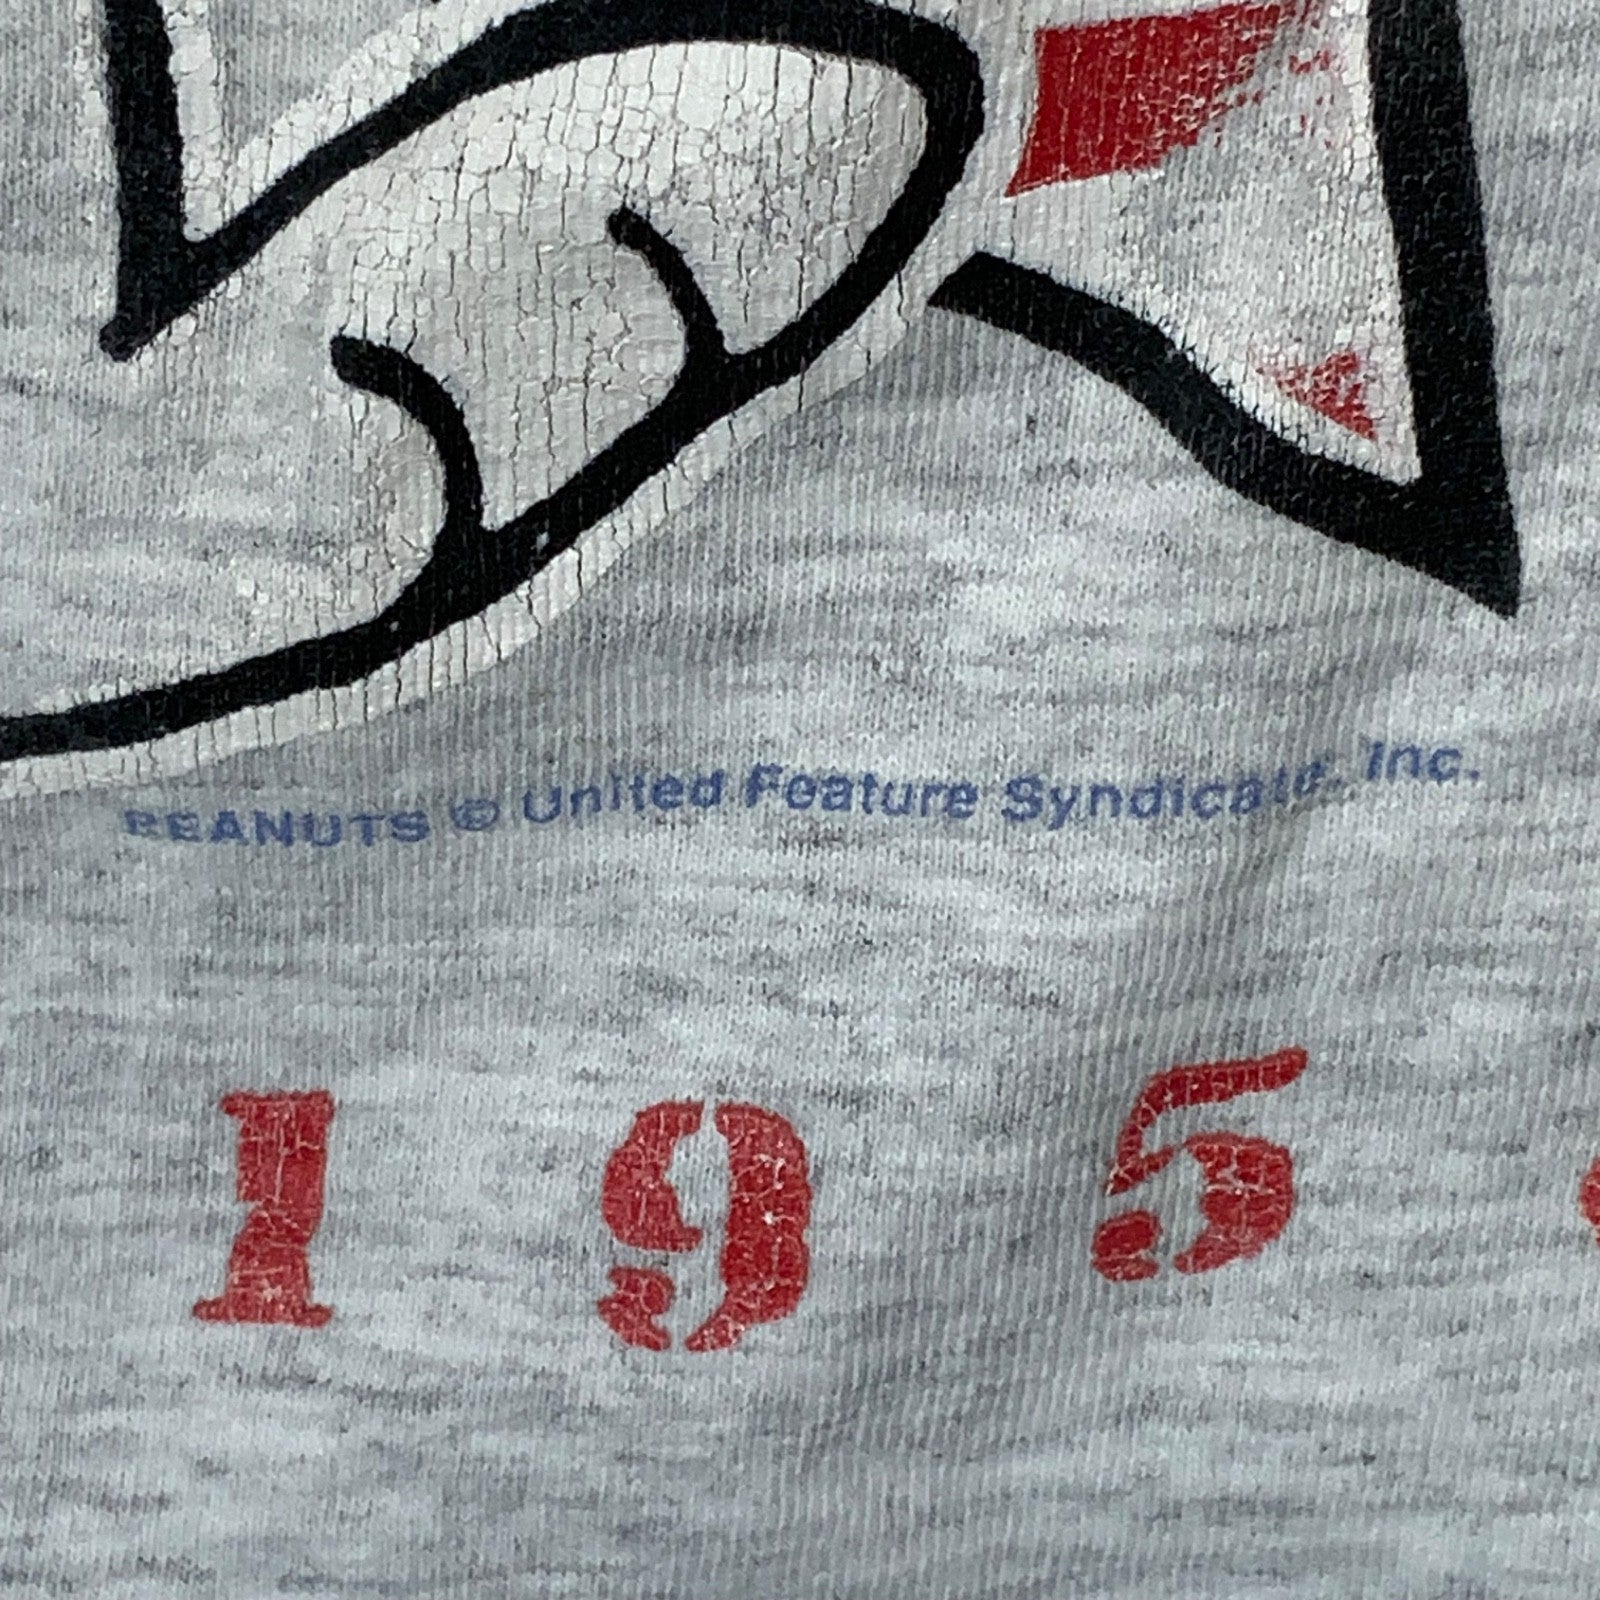 PEANUTS © United Feature Syndicate, Inc.
1 9 5